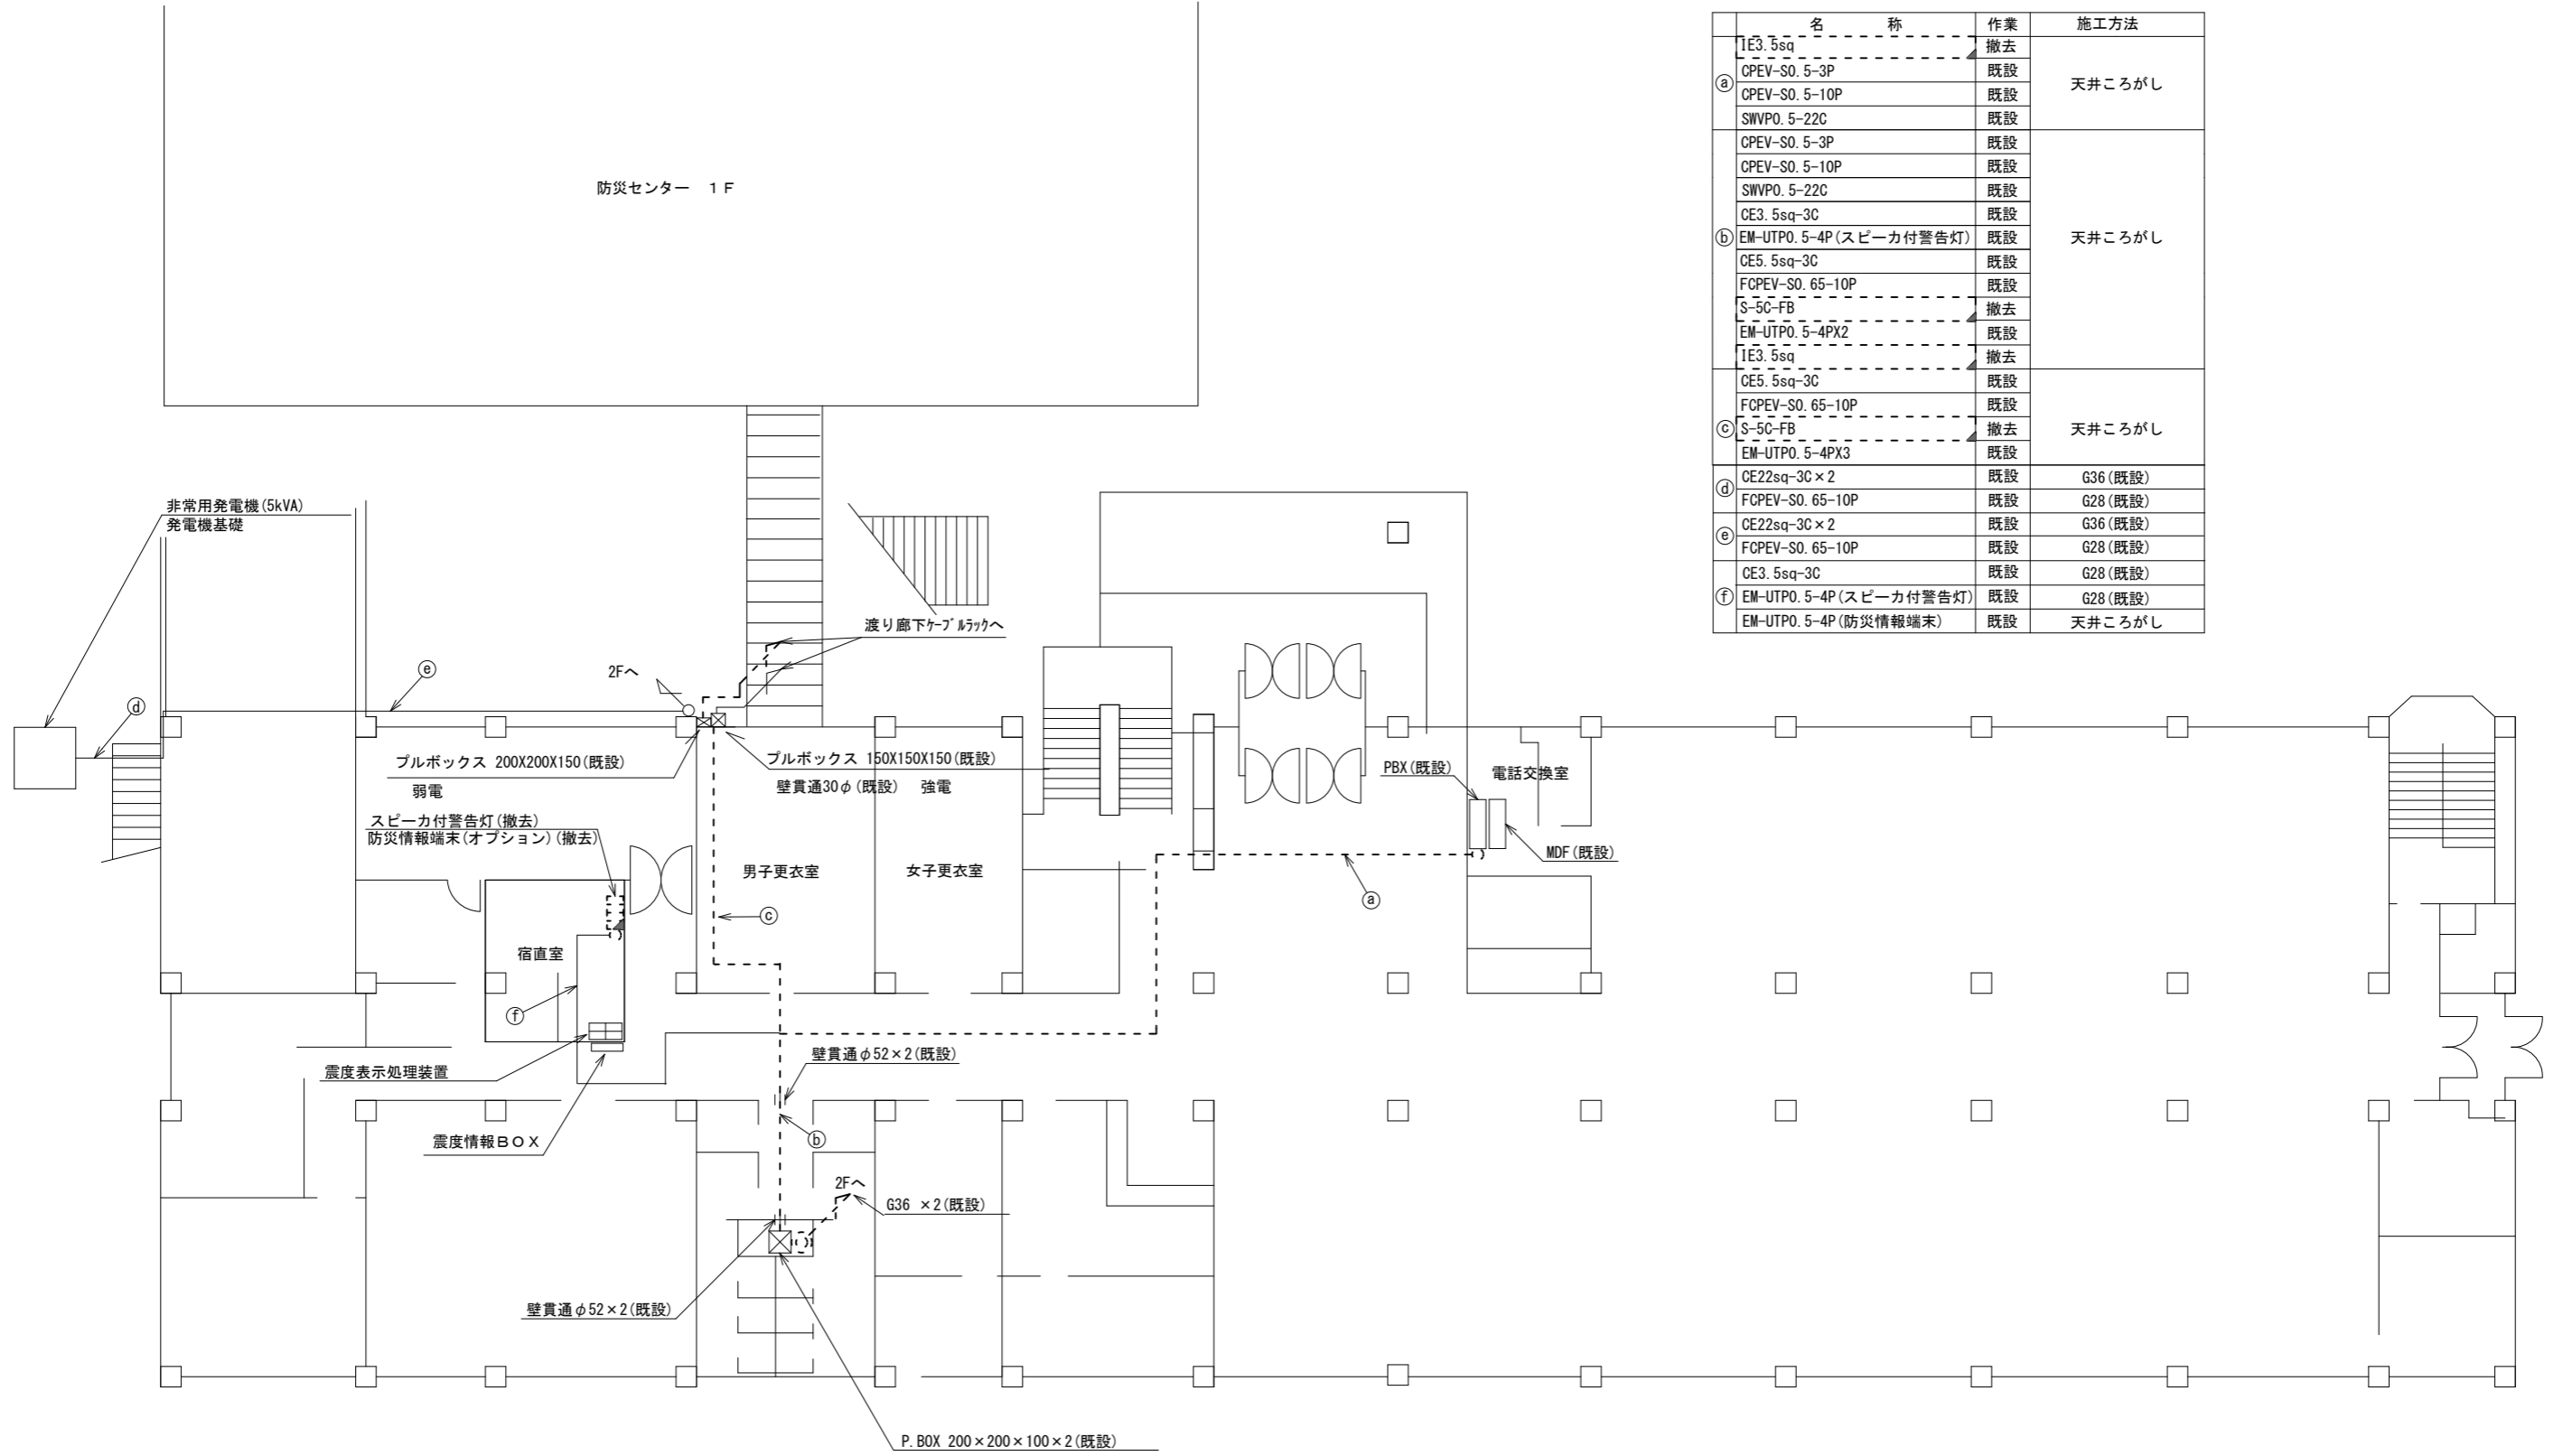 名　称 作業 施工方法
ⓐ
IE3.5sq 撤去
CPEV-S0.5-3P 既設
CPEV-S0.5-10P 既設
SWVP0.5-22C 既設
天井ころがし
ⓑ
CPEV-S0.5-3P 既設
CPEV-S0.5-10P 既設
SWVP0.5-22C 既設
CE3.5sq-3C 既設
EM-UTP0.5-4P(スピーカ付警告灯) 既設
CE5.5sq-3C 既設
FCPEV-S0.65-10P 既設
S-5C-FB 撤去
EM-UTP0.5-4PX2 既設
IE3.5sq 撤去
天井ころがし
ⓒ
CE5.5sq-3C 既設
FCPEV-S0.65-10P 既設
S-5C-FB 撤去
EM-UTP0.5-4PX3 既設
天井ころがし
ⓓ
CE22sq-3C×2 既設 G36(既設)
FCPEV-S0.65-10P 既設 G28(既設)
ⓔ
CE22sq-3C×2 既設 G36(既設)
FCPEV-S0.65-10P 既設 G28(既設)
ⓕ
CE3.5sq-3C 既設 G28(既設)
EM-UTP0.5-4P(スピーカ付警告灯) 既設 G28(既設)
EM-UTP0.5-4P(防災情報端末) 既設 天井ころがし
防災センター　１Ｆ
非常用発電機(5kVA)
発電機基礎
渡り廊下ｹｰﾌﾞﾙﾗｯｸへ
2Fへ
ⓔ
ⓓ
プルボックス 200X200X150(既設)
弱電
プルボックス 150X150X150(既設)
壁貫通30φ(既設)　強電
スピーカ付警告灯(撤去)
防災情報端末(オプション)(撤去)
PBX(既設)
電話交換室
MDF(既設)
男子更衣室
女子更衣室
ⓐ
ⓒ
宿直室
ⓕ
壁貫通φ52×2(既設)
震度表示処理装置
ⓑ
震度情報ＢＯＸ
2Fへ
G36 ×2(既設)
壁貫通φ52×2(既設)
P.BOX 200×200×100×2(既設)